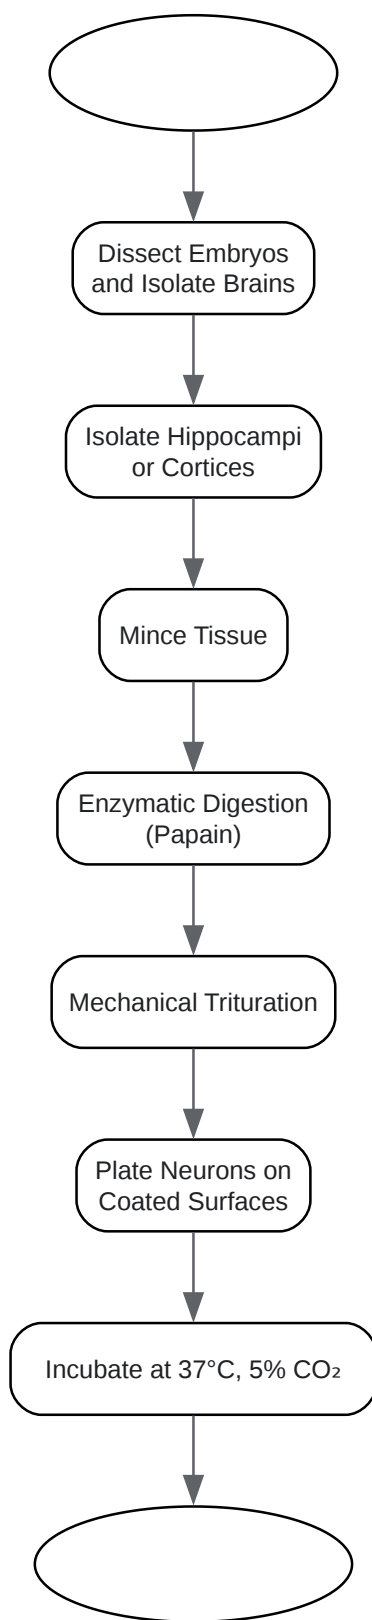 Dissect Embryos
and Isolate Brains
Isolate Hippocampi
or Cortices
Mince Tissue
Enzymatic Digestion
(Papain)
Mechanical Trituration
Plate Neurons on
Coated Surfaces
Incubate at 37°C, 5% CO₂